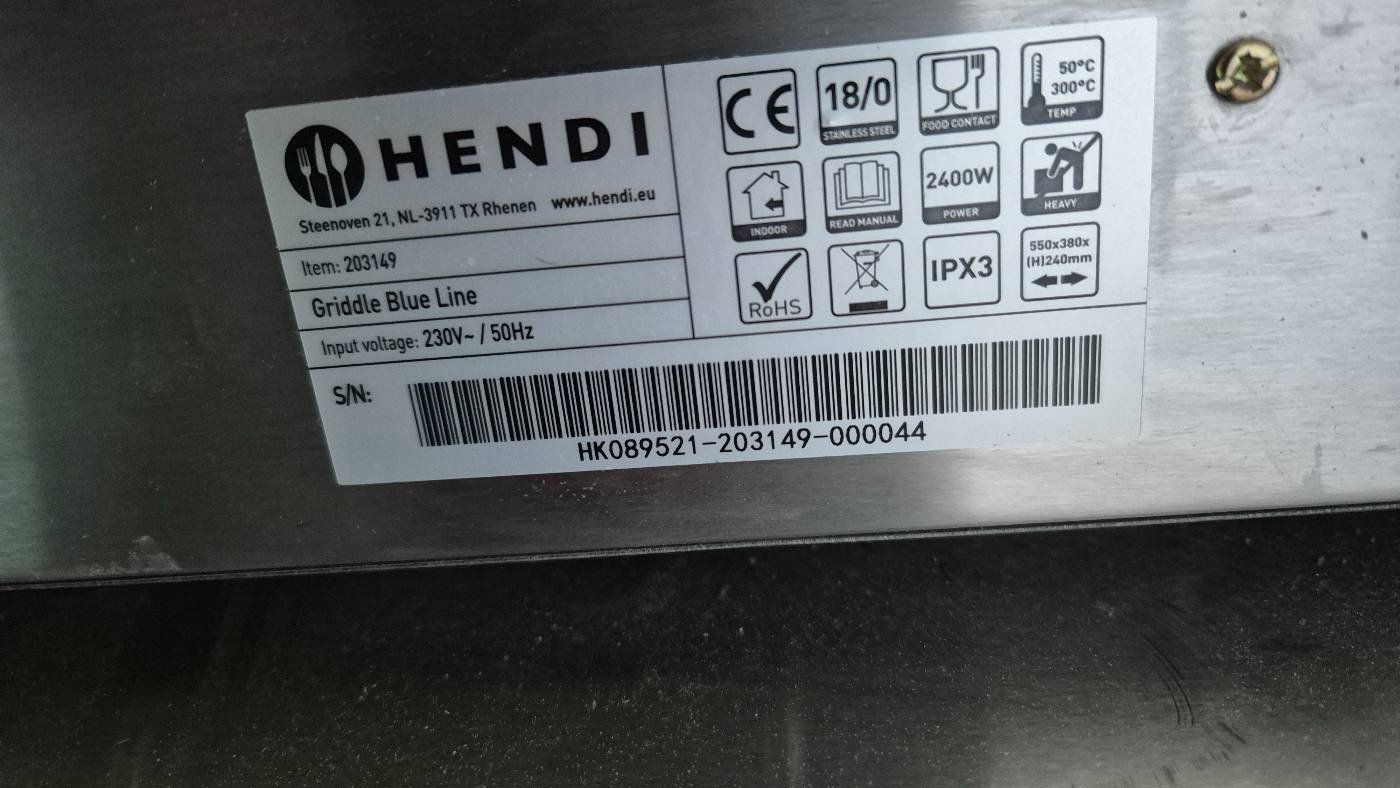 HENDI
Steenoven 21, NL-3911 TX Rhenen www.hendi.eu
Item: 203149
Griddle Blue Line
Input voltage: 230V~ / 50Hz
CE
18/0
STAINLESS STEEL
FOOD CONTACT
50°C
300°C
TEMP
INDOOR
READ MANUAL
2400W
POWER
HEAVY
RoHS
IPX3
550x380x
(H)240mm
S/N:
HK089521-203149-000044